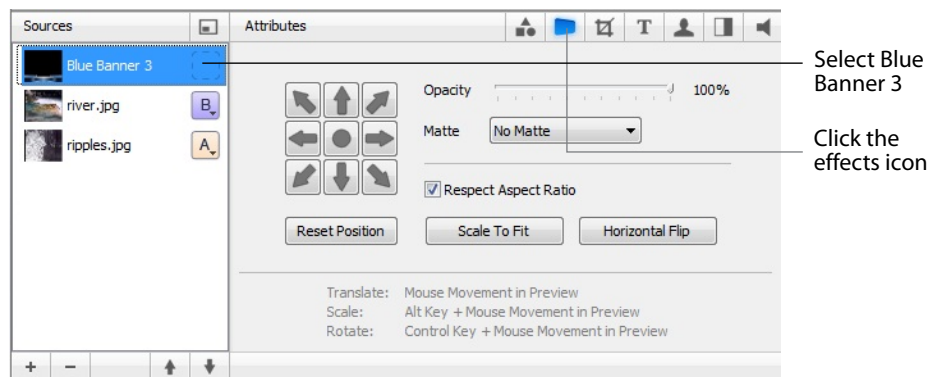 Sources
Attributes
T
Blue Banner 3
river.jpg
B
ripples.jpg
A
Opacity
100%
Matte
No Matte
Respect Aspect Ratio
Reset Position
Scale To Fit
Horizontal Flip
Translate: Mouse Movement in Preview
Scale: Alt Key + Mouse Movement in Preview
Rotate: Control Key + Mouse Movement in Preview
+ –
Select Blue
Banner 3
Click the
effects icon